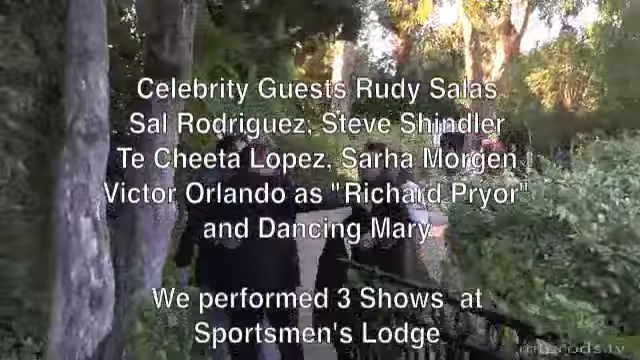 Celebrity Guests Rudy Salas
Sal Rodriguez, Steve Shindler
Te Cheeta Lopez, Sarha Morgen
Victor Orlando as "Richard Pryor"
and Dancing Mary
We performed 3 Shows at
Sportsmen's Lodge